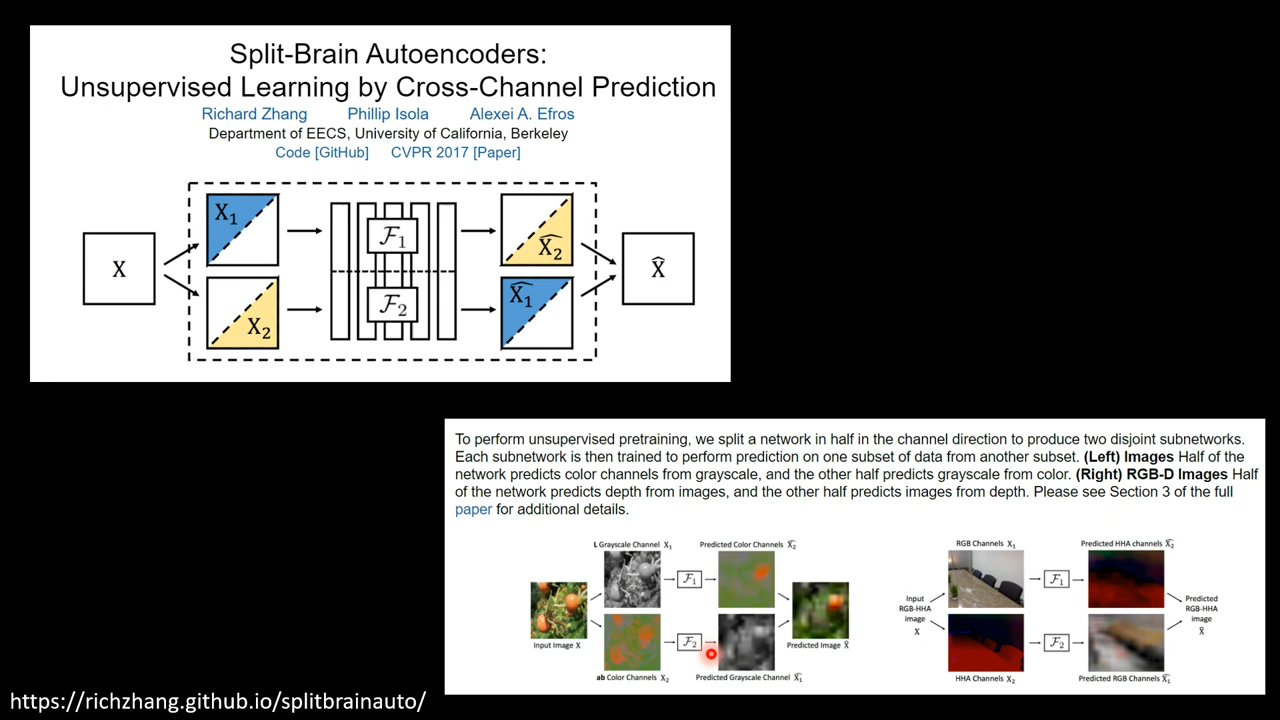 Split-Brain Autoencoders:
Unsupervised Learning by Cross-Channel Prediction
Richard Zhang Phillip Isola Alexei A. Efros
Department of EECS, University of California, Berkeley
Code [GitHub] CVPR 2017 [Paper]
X
X₁
X₂
ℱ₁
ℱ₂
X̂₂
X̂₁
X̂
To perform unsupervised pretraining, we split a network in half in the channel direction to produce two disjoint subnetworks.
Each subnetwork is then trained to perform prediction on one subset of data from another subset. (Left) Images Half of the
network predicts color channels from grayscale, and the other half predicts grayscale from color. (Right) RGB-D Images Half
of the network predicts depth from images, and the other half predicts images from depth. Please see Section 3 of the full
paper for additional details.
L Grayscale Channel X₁
Predicted Color Channels X̂₂
ℱ₁
Input Image X
Predicted Image X̂
ℱ₂
ab Color Channels X₂
Predicted Grayscale Channel X̂₁
RGB Channels X₁
Predicted HHA channels X̂₂
ℱ₁
Input
RGB-HHA
image
X
Predicted
RGB-HHA
image
X̂
ℱ₂
HHA Channels X₂
Predicted RGB Channels X̂₁
https://richzhang.github.io/splitbrainauto/